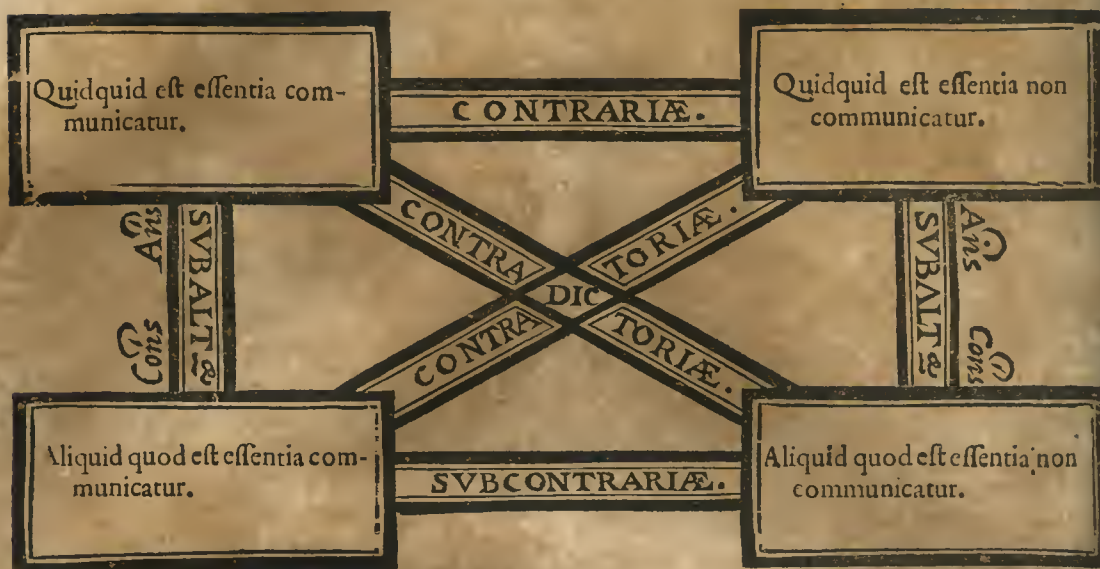 Quidquid est essentia com-
municatur.
CONTRARIÆ.
Quidquid est essentia non
communicatur.
Ans
SVBALT&
Cons
CONTRA
TORIÆ.
DIC
CONTRA
TORIÆ.
SVBALT&
Ans
Cons
Aliquid quod est essentia com-
municatur.
SVBCONTRARIÆ.
Aliquid quod est essentia non
communicatur.